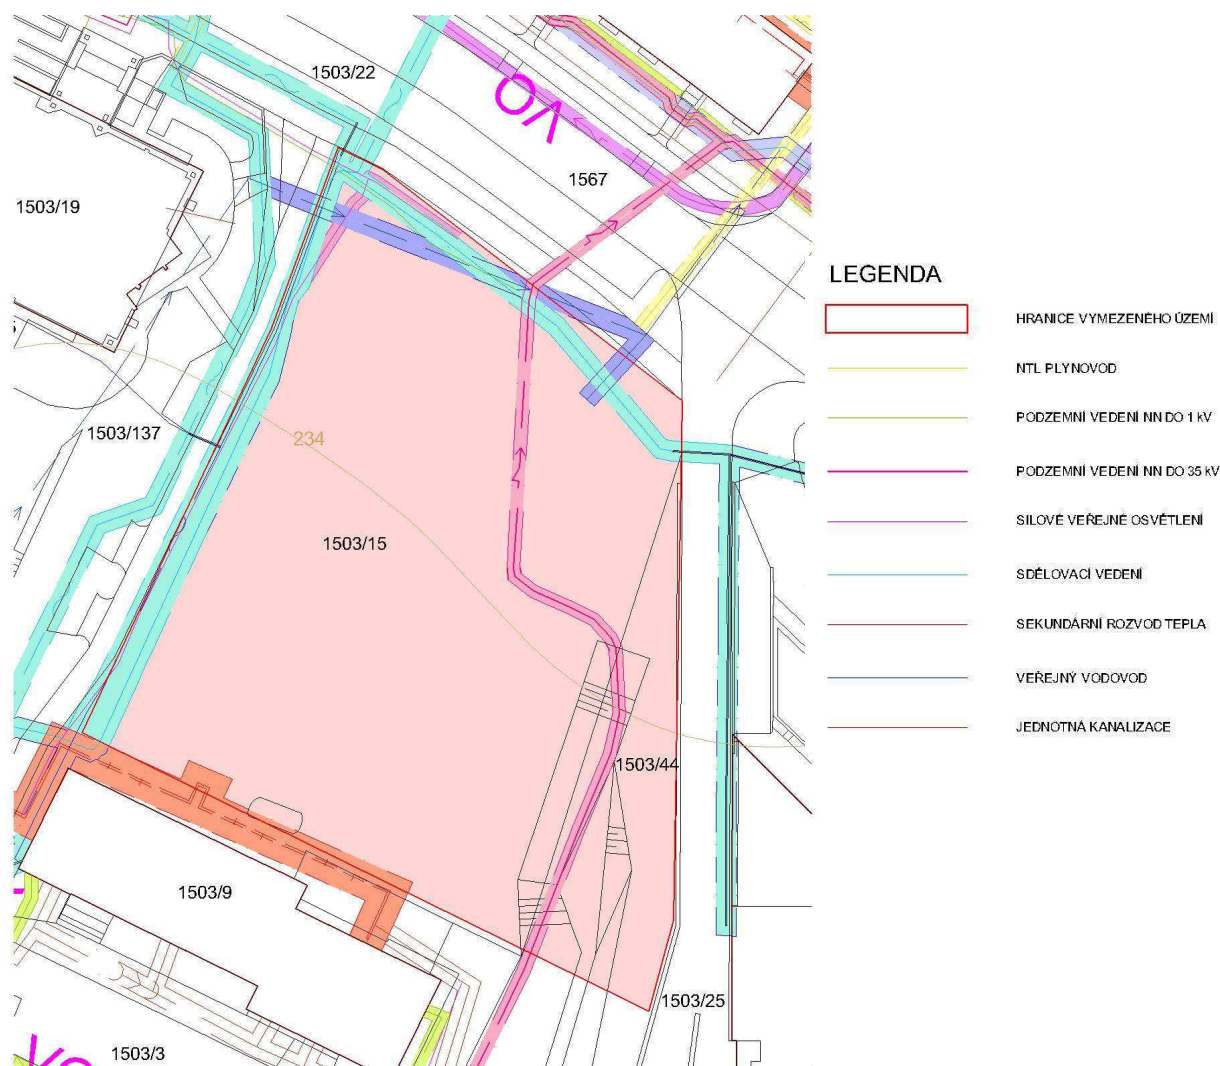 1503/22
VO
1567
1503/19
LEGENDA
HRANICE VYMEZENÉHO ÚZEMÍ
NTL PLYNOVOD
PODZEMNÍ VEDENÍ NN DO 1 kV
1503/137
234
PODZEMNÍ VEDENÍ NN DO 35 kV
SILOVÉ VEŘEJNÉ OSVĚTLENÍ
1503/15
SDĚLOVACÍ VEDENÍ
SEKUNDÁRNÍ ROZVOD TEPLA
VEŘEJNÝ VODOVOD
JEDNOTNÁ KANALIZACE
1503/44
1503/9
1503/25
1503/3